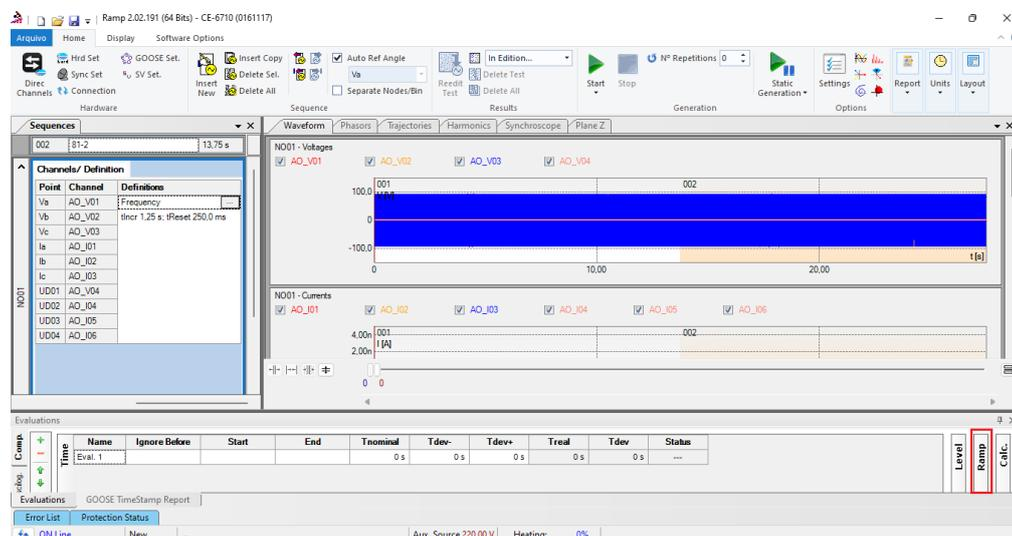 Ramp 2.02.191 (64 Bits) - CE-6710 (0161117)
Arquivo Home Display Software Options
Direc Channels
Hrd Set
Sync Set
Connection
GOOSE Set.
SV Set.
Hardware
Insert New
Insert Copy
Delete Sel.
Delete All
Auto Ref Angle
Va
Separate Nodes/Bin
Sequence
Reedit Test
In Edition...
Delete Test
Delete All
Results
Start
Stop
Nº Repetitions 0
Static Generation
Generation
Settings
Options
Report
Units
Layout
Sequences
002 81-2 13,75 s
NO01
Channels/ Definition
Point Channel Definitions
Va AO_V01 Frequency ...
Vb AO_V02 tIncr 1,25 s; tReset 250,0 ms
Vc AO_V03
Ia AO_I01
Ib AO_I02
Ic AO_I03
UD01 AO_V04
UD02 AO_I04
UD03 AO_I05
UD04 AO_I06
Waveform Phasors Trajectories Harmonics Synchroscope Plane Z
NO01 - Voltages
AO_V01 AO_V02 AO_V03 AO_V04
001 002
100,0
0
-100,0
t [s]
0 10,00 20,00
NO01 - Currents
AO_I01 AO_I02 AO_I03 AO_I04 AO_I05 AO_I06
4,00n 001 002
I [A]
2,00n
0 0
Evaluations
Comp.
Time
Name Ignore Before Start End Tnominal Tdev- Tdev+ Treal Tdev Status
Eval. 1 0 s 0 s 0 s 0 s 0 s ---
Level
Ramp
Calc.
Evaluations GOOSE TimeStamp Report
Error List Protection Status
ON Line New ... Aux. Source 220,00 V Heating: 0%